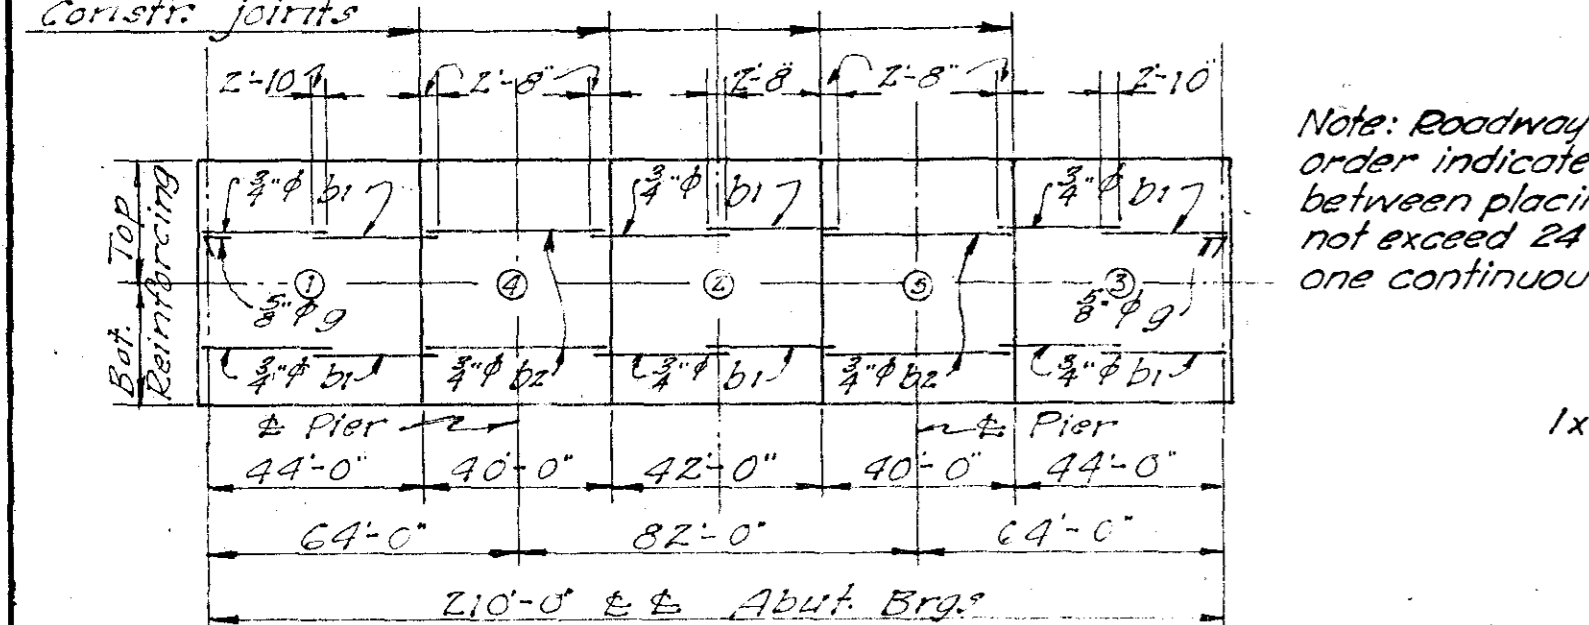 Constr. joints
2'-10" 2'-8" 2'-8 2'-8" 2'-10"
Note: Roadway
order indicate
between placin
not exceed 24
one continuou
Top
Bot.
Reinforcing
3/4"φ b1 3/4"φ b1 3/4"φ b1
1 4 2 5 3
5/8"φ g 5/8"φ g
3/4"φ b1 3/4"φ b2 3/4"φ b1 3/4"φ b2 3/4"φ b1
℄ Pier ℄ Pier
1x
44'-0" 40'-0" 42'-0" 40'-0" 44'-0"
64'-0" 82'-0" 64'-0"
210'-0" ℄ ℄ Abut. Brgs